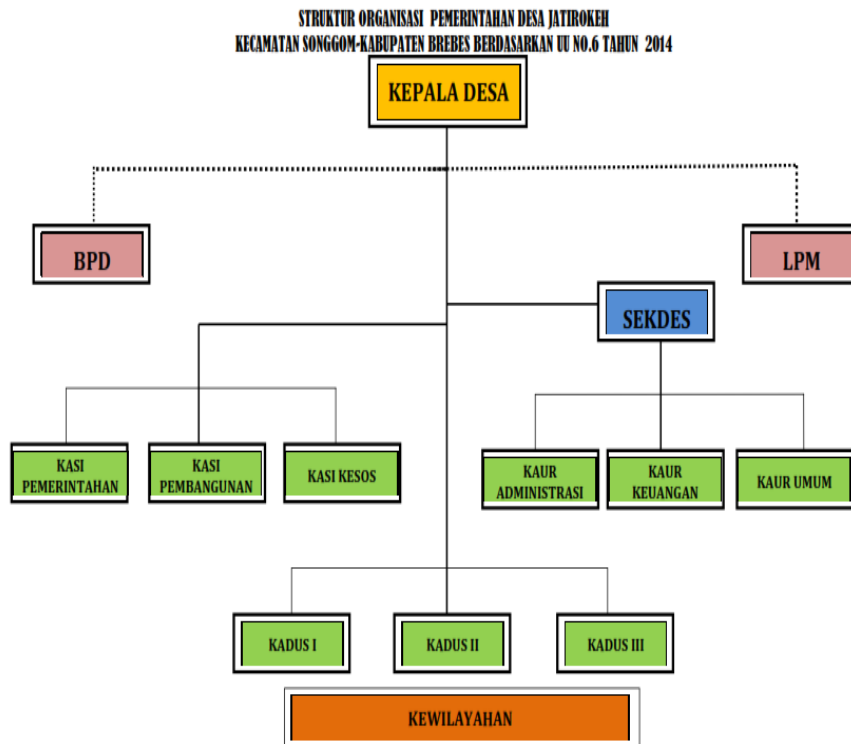 STRUKTUR ORGANISASI PEMERINTAHAN DESA JATIROKEH
KECAMATAN SONGGOM-KABUPATEN BREBES BERDASARKAN UU NO.6 TAHUN 2014
KEPALA DESA
BPD
LPM
SEKDES
KASI
PEMERINTAHAN
KASI
PEMBANGUNAN
KASI KESOS
KAUR
ADMINISTRASI
KAUR
KEUANGAN
KAUR UMUM
KADUS I
KADUS II
KADUS III
KEWILAYAHAN